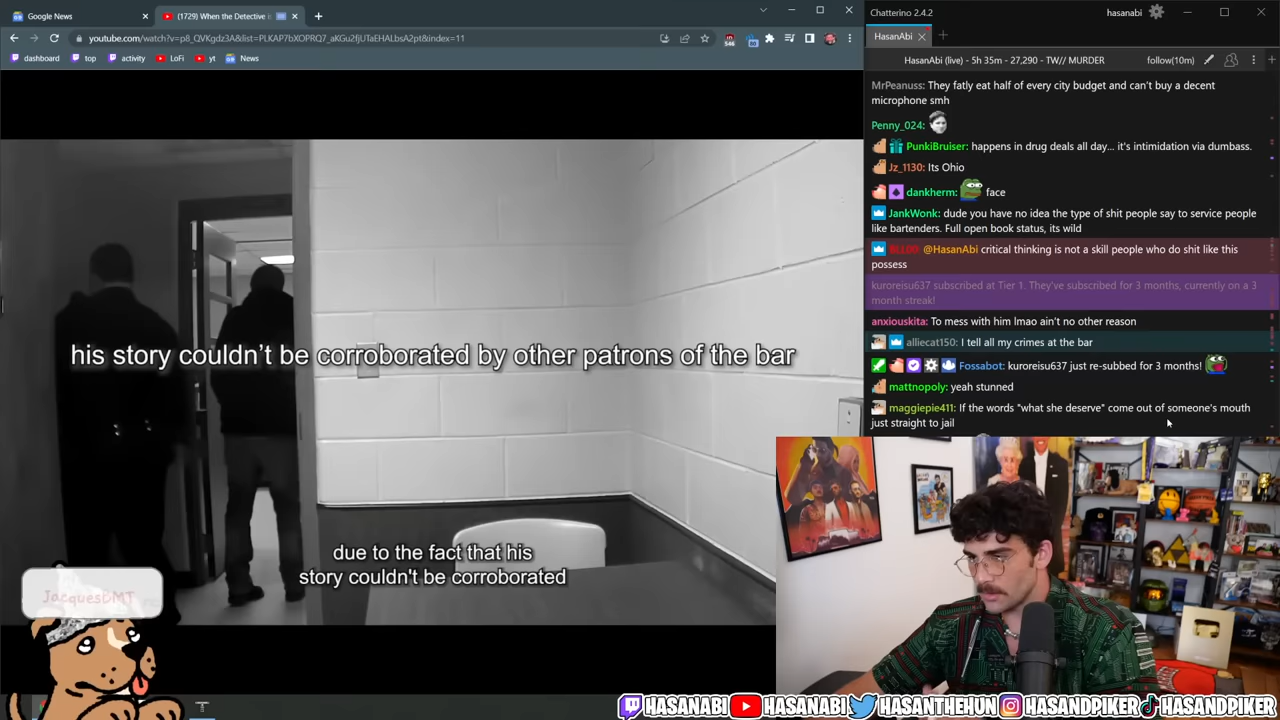 Google News
(1729) When the Detective is
youtube.com/watch?v=p8_QVKgdz3A&list=PLKAP7bXOPRQ7_aKGu2fjUTaEHALbsA2pt&index=11
546
80
dashboard
top
activity
LoFi
yt
News
his story couldn't be corroborated by other patrons of the bar
due to the fact that his
story couldn't be corroborated
JacquesbMT
Chatterino 2.4.2
hasanabi
HasanAbi
HasanAbi (live) - 5h 35m - 27,290 - TW// MURDER
follow(10m)
MrPeanuss: They fatly eat half of every city budget and can't buy a decent
microphone smh
Penny_024:
PunkiBruiser: happens in drug deals all day... it's intimidation via dumbass.
Jz_1130: Its Ohio
dankherm: face
JankWonk: dude you have no idea the type of shit people say to service people
like bartenders. Full open book status, its wild
@HasanAbi critical thinking is not a skill people who do shit like this
possess
kuroreisu637 subscribed at Tier 1. They've subscribed for 3 months, currently on a 3
month streak!
anxiouskita: To mess with him lmao ain't no other reason
alliecat150: I tell all my crimes at the bar
Fossabot: kuroreisu637 just re-subbed for 3 months!
mattnopoly: yeah stunned
maggiepie411: If the words "what she deserve" come out of someone's mouth
just straight to jail
HASANABI
HASANABI
HASANTHEHUN
HASANDPIKER
HASANDPIKER